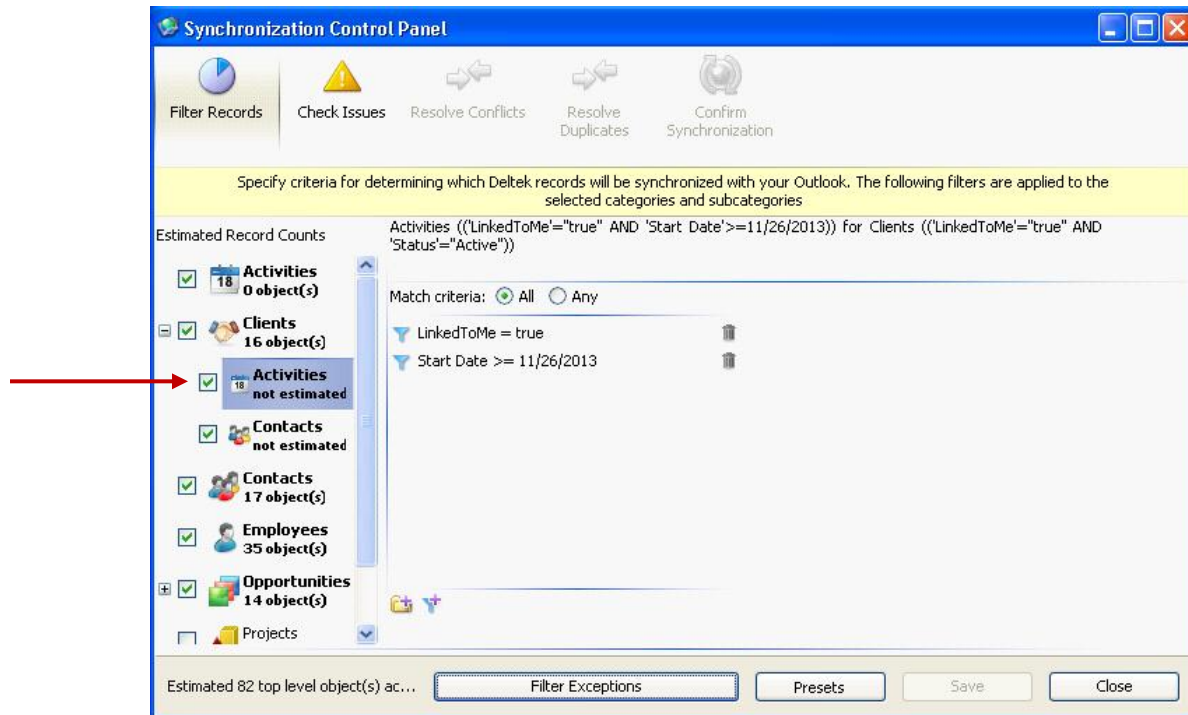 Synchronization Control Panel
Filter Records
Check Issues
Resolve Conflicts
Resolve
Duplicates
Confirm
Synchronization
Specify criteria for determining which Deltek records will be synchronized with your Outlook. The following filters are applied to the
selected categories and subcategories
Estimated Record Counts
Activities (('LinkedToMe'="true" AND 'Start Date'>=11/26/2013)) for Clients (('LinkedToMe'="true" AND
'Status'="Active"))
18
Activities
0 object(s)
Clients
16 object(s)
18
Activities
not estimated
Contacts
not estimated
Contacts
17 object(s)
Employees
35 object(s)
Opportunities
14 object(s)
Projects
Match criteria: All Any
LinkedToMe = true
Start Date >= 11/26/2013
Estimated 82 top level object(s) ac...
Filter Exceptions
Presets
Save
Close